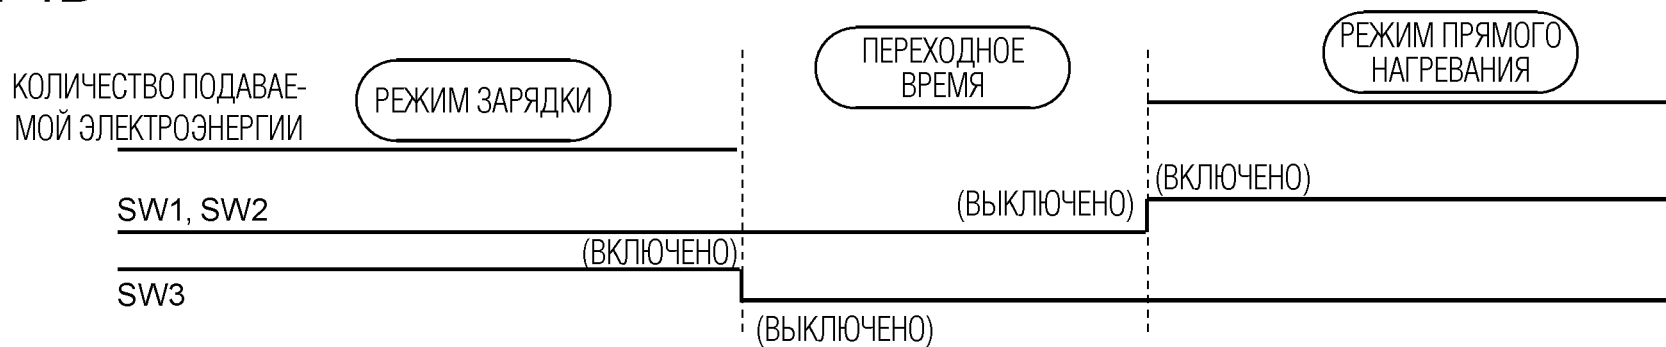 РЕЖИМ ПРЯМОГО
НАГРЕВАНИЯ
ПЕРЕХОДНОЕ
ВРЕМЯ
КОЛИЧЕСТВО ПОДАВАЕ-
МОЙ ЭЛЕКТРОЭНЕРГИИ
РЕЖИМ ЗАРЯДКИ
(ВКЛЮЧЕНО)
SW1, SW2
(ВЫКЛЮЧЕНО)
(ВКЛЮЧЕНО)
SW3
(ВЫКЛЮЧЕНО)